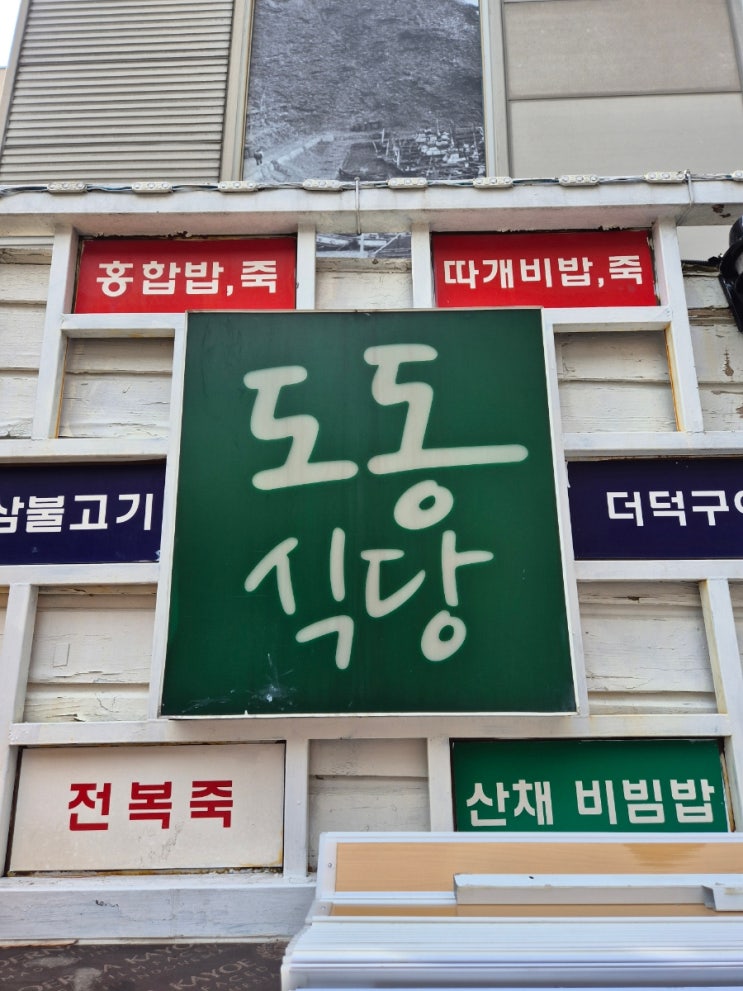 홍합밥,죽
따개비밥,죽
도동
식당
삼불고기
더덕구이
전복죽
산채 비빔밥